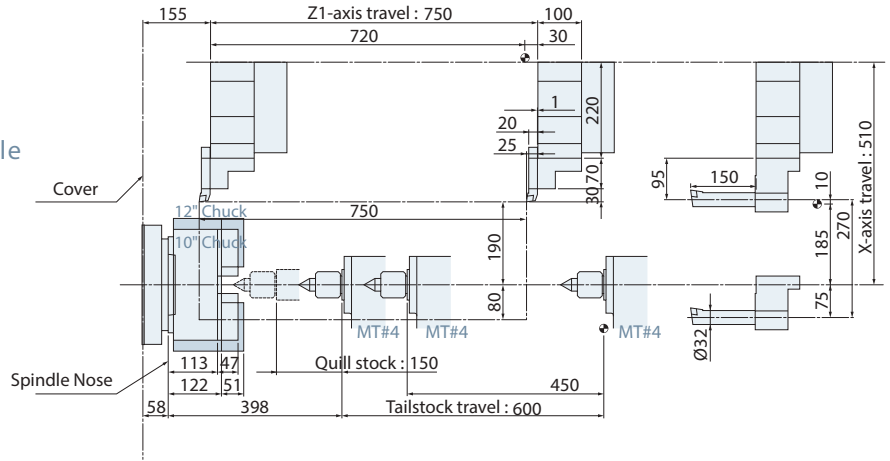 155
Z1-axis travel : 750
100
720
30
1
220
20
25
70
30
le
Cover
12" Chuck
10" Chuck
750
190
80
95
150
10
185
270
75
X-axis travel : 510
Ø32
MT#4
MT#4
MT#4
Spindle Nose
113
47
Quill stock : 150
122
51
450
58
398
Tailstock travel : 600